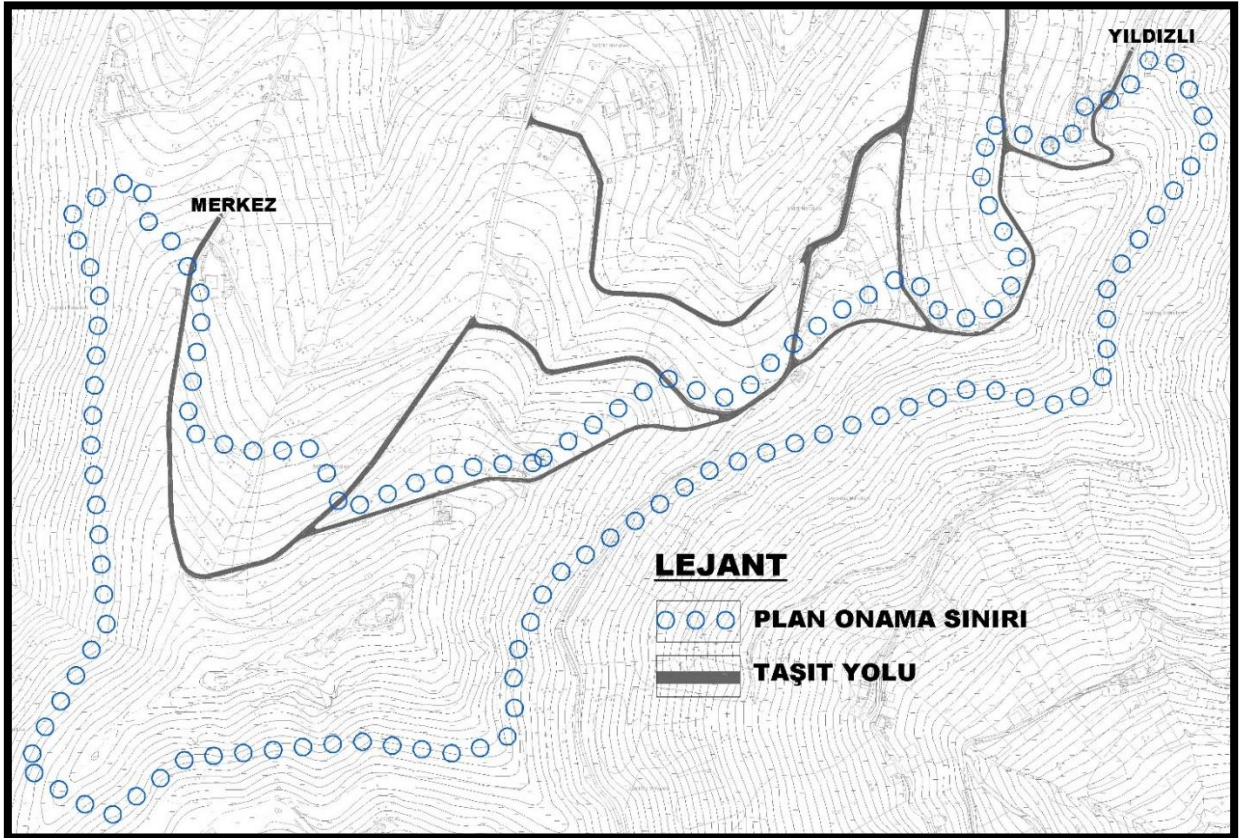 YILDIZLI
MERKEZ
LEJANT
PLAN ONAMA SINIRI
TAŞIT YOLU